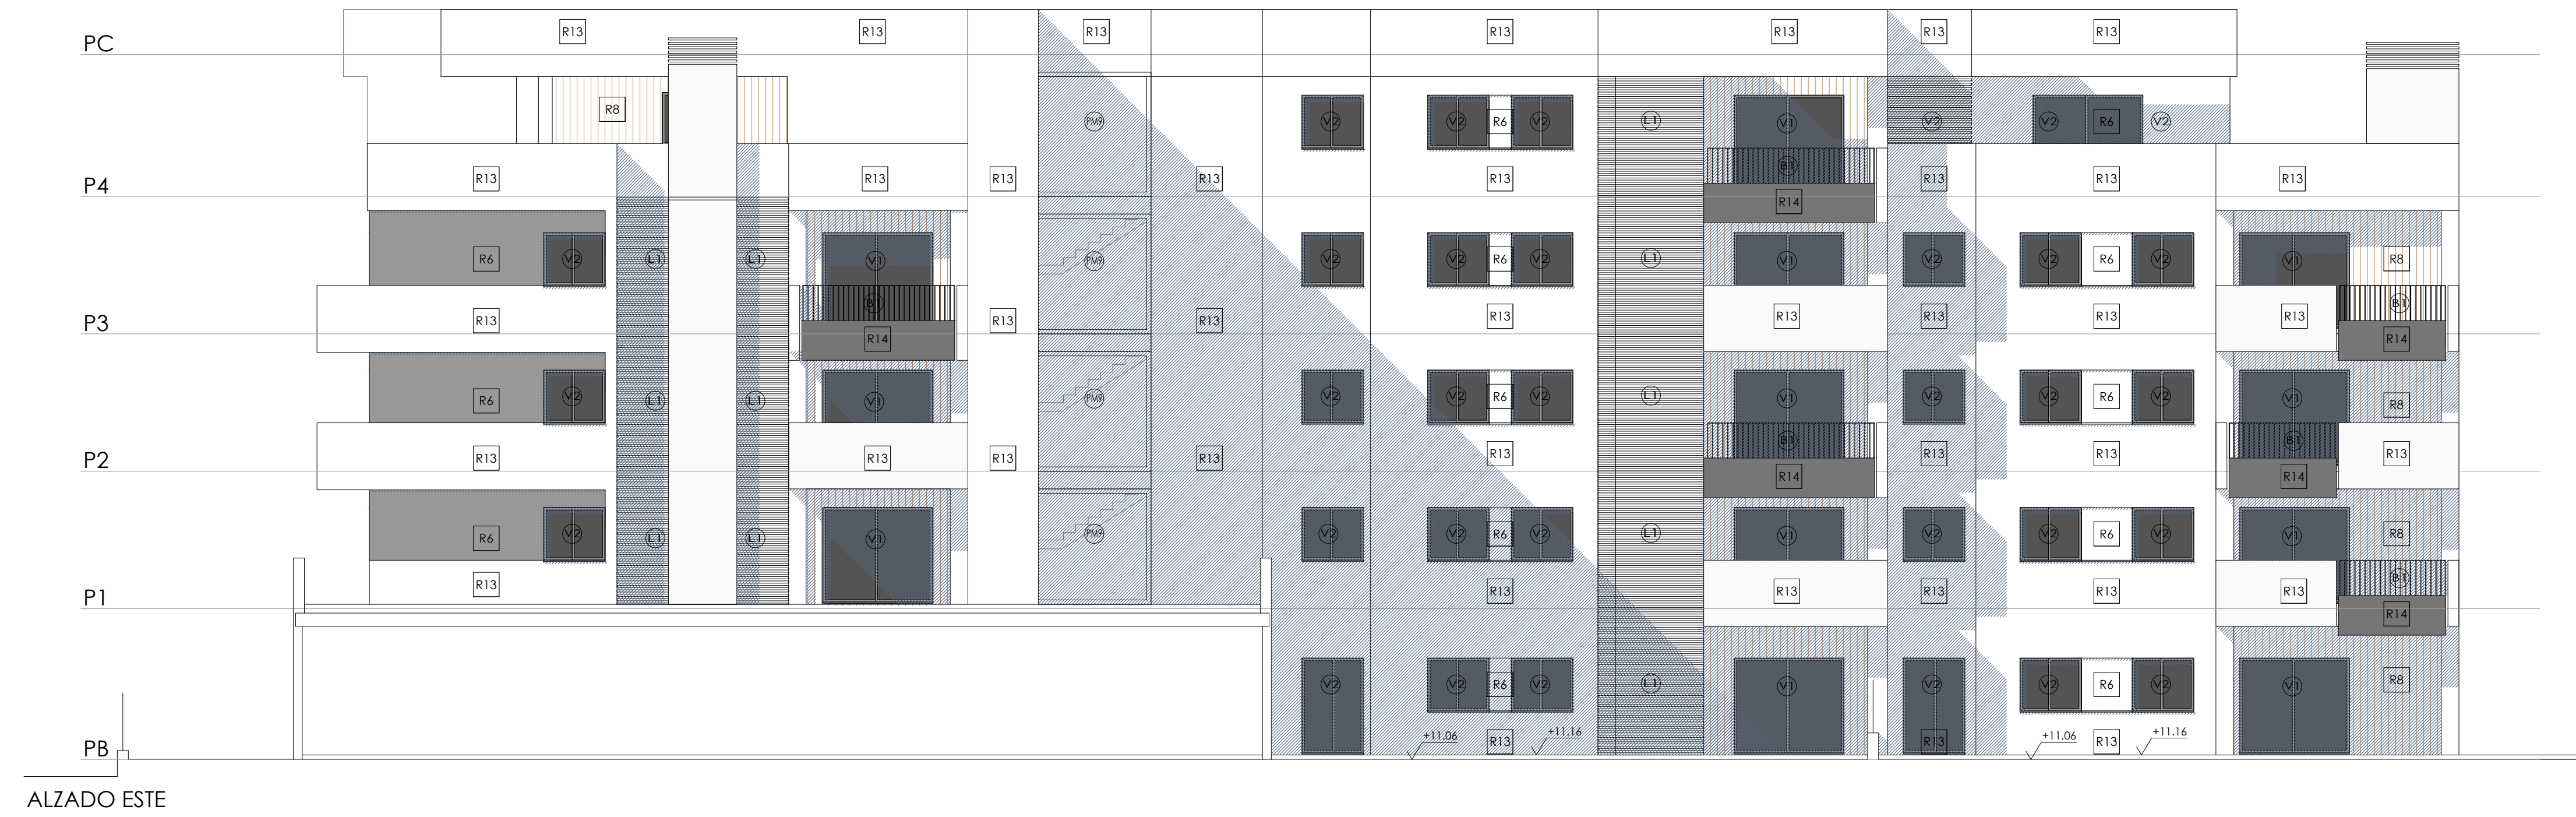 PC R13 R13 R13 R13 R13 R13 R13
R8 PM9 V2 V2 R6 V2 L1 V1 V2 V2 R6 V2
B1
P4 R13 R13 R13 R13 R13 R13 R13 R13
R14
R6 V2 L1 L1 V1 PM9 V2 V2 R6 V2 L1 V1 V2 V2 R6 V2 V1 R8
B1 B1
P3 R13 R13 R13 R13 R13 R13 R13 R13
R14 R14
R6 V2 L1 L1 V1 PM9 V2 V2 R6 V2 L1 V1 V2 V2 R6 V2 V1 R8
B1 B1
P2 R13 R13 R13 R13 R13 R13 R13 R13
R14 R14
R6 V2 L1 L1 V1 PM9 V2 V2 R6 V2 L1 V1 V2 V2 R6 V2 V1 R8
B1
P1 R13 R13 R13 R13 R13 R13
R14
V2 V2 R6 V2 L1 V1 V2 V2 R6 V2 V1 R8
PB +11.06 R13 +11.16 R13 +11.06 R13 +11.16
ALZADO ESTE